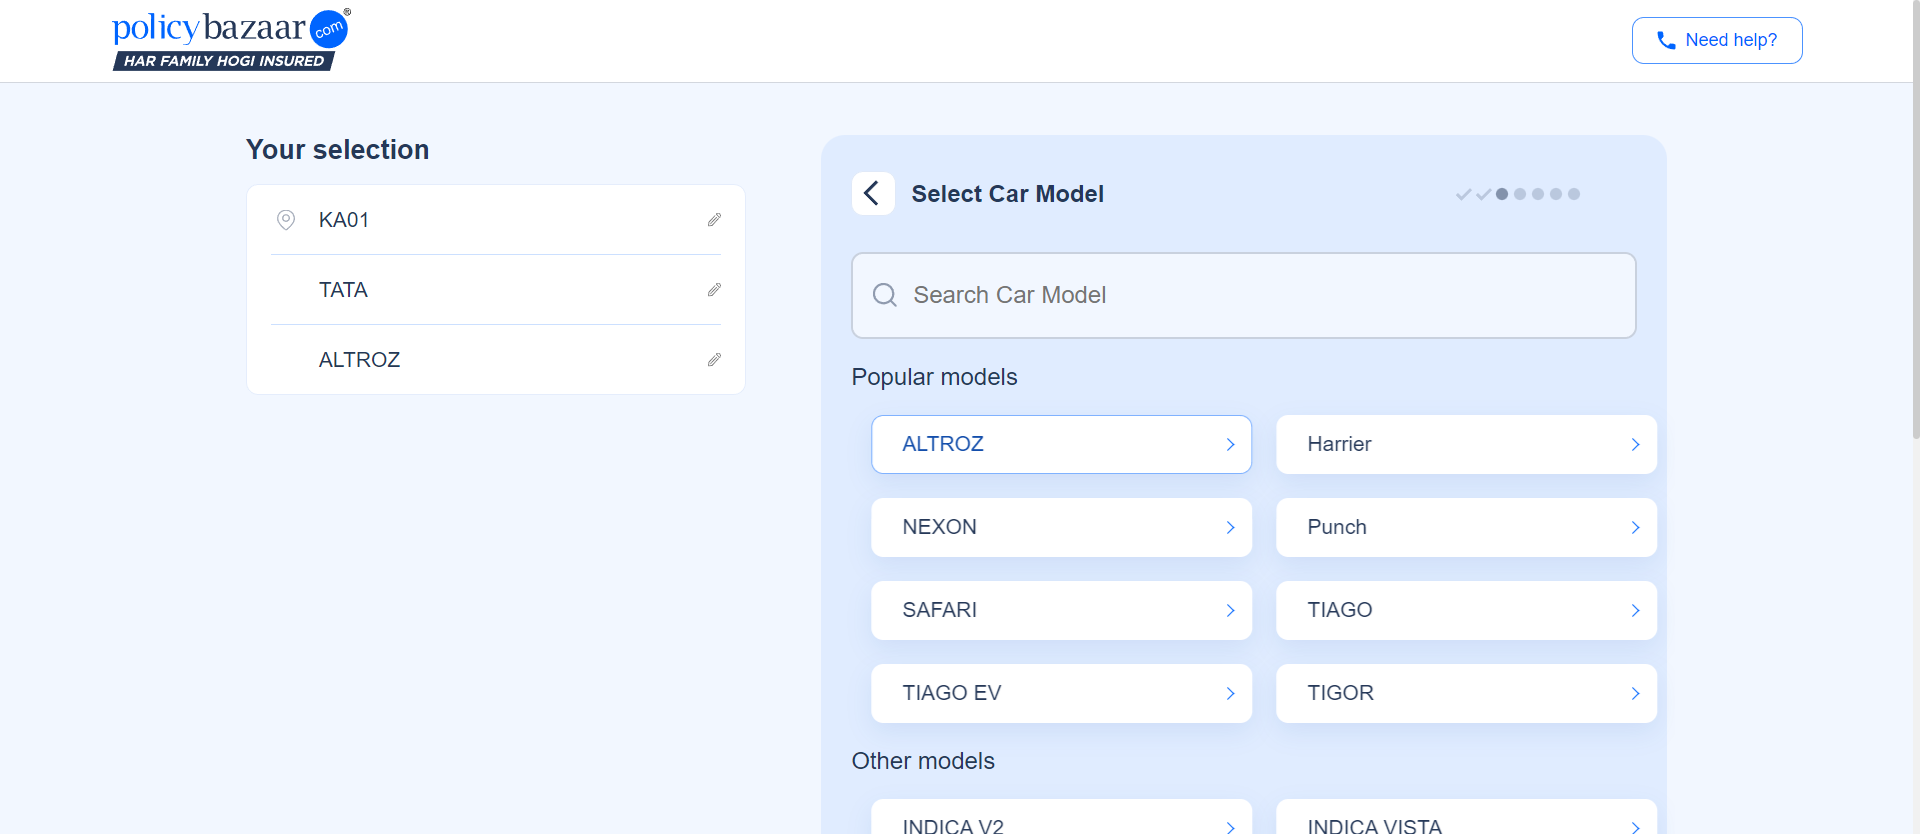 policybazaar.com®
HAR FAMILY HOGI INSURED
Need help?
Your selection
KA01
TATA
ALTROZ
Select Car Model
Search Car Model
Popular models
ALTROZ
Harrier
NEXON
Punch
SAFARI
TIAGO
TIAGO EV
TIGOR
Other models
INDICA V2
INDICA VISTA